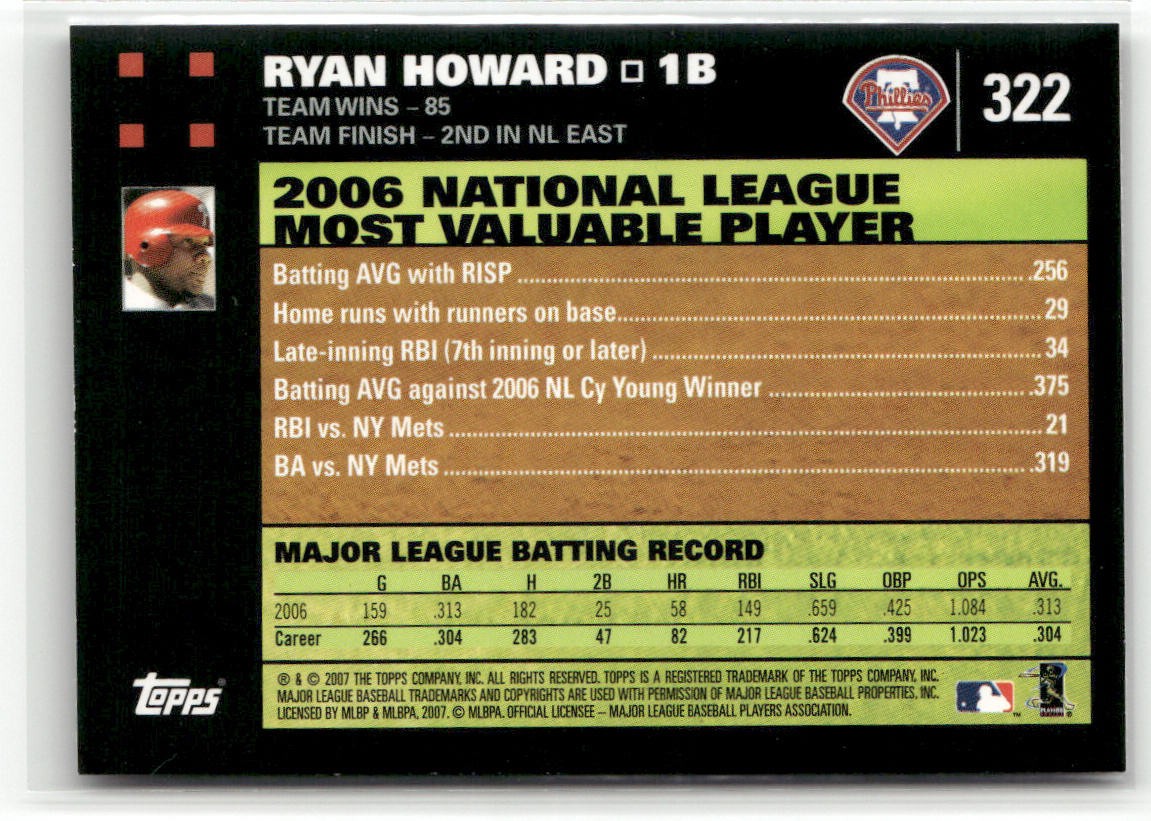 RYAN HOWARD □ 1B
TEAM WINS – 85
TEAM FINISH – 2ND IN NL EAST
Phillies
322
2006 NATIONAL LEAGUE
MOST VALUABLE PLAYER
Batting AVG with RISP .256
Home runs with runners on base 29
Late-inning RBI (7th inning or later) 34
Batting AVG against 2006 NL Cy Young Winner .375
RBI vs. NY Mets 21
BA vs. NY Mets .319
MAJOR LEAGUE BATTING RECORD
G BA H 2B HR RBI SLG OBP OPS AVG.
2006 159 .313 182 25 58 149 .659 .425 1.084 .313
Career 266 .304 283 47 82 217 .624 .399 1.023 .304
® & © 2007 THE TOPPS COMPANY, INC. ALL RIGHTS RESERVED. TOPPS IS A REGISTERED TRADEMARK OF THE TOPPS COMPANY, INC.
MAJOR LEAGUE BASEBALL TRADEMARKS AND COPYRIGHTS ARE USED WITH PERMISSION OF MAJOR LEAGUE BASEBALL PROPERTIES, INC.
LICENSED BY MLBP & MLBPA, 2007. © MLBPA. OFFICIAL LICENSEE – MAJOR LEAGUE BASEBALL PLAYERS ASSOCIATION.
Topps®
™
PLAYERS
®